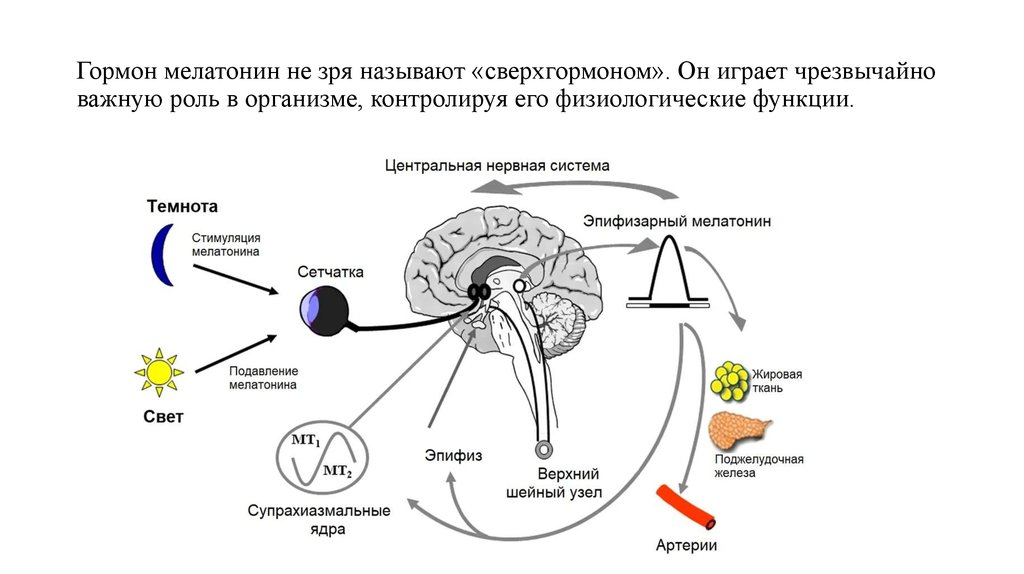 Гормон мелатонин не зря называют «сверхгормоном». Он играет чрезвычайно
важную роль в организме, контролируя его физиологические функции.
Центральная нервная система
Темнота
Эпифизарный мелатонин
Стимуляция
мелатонина
Сетчатка
Подавление
мелатонина
Жировая
ткань
Свет
MT1
MT2
Эпифиз
Верхний
шейный узел
Поджелудочная
железа
Супрахиазмальные
ядра
Артерии